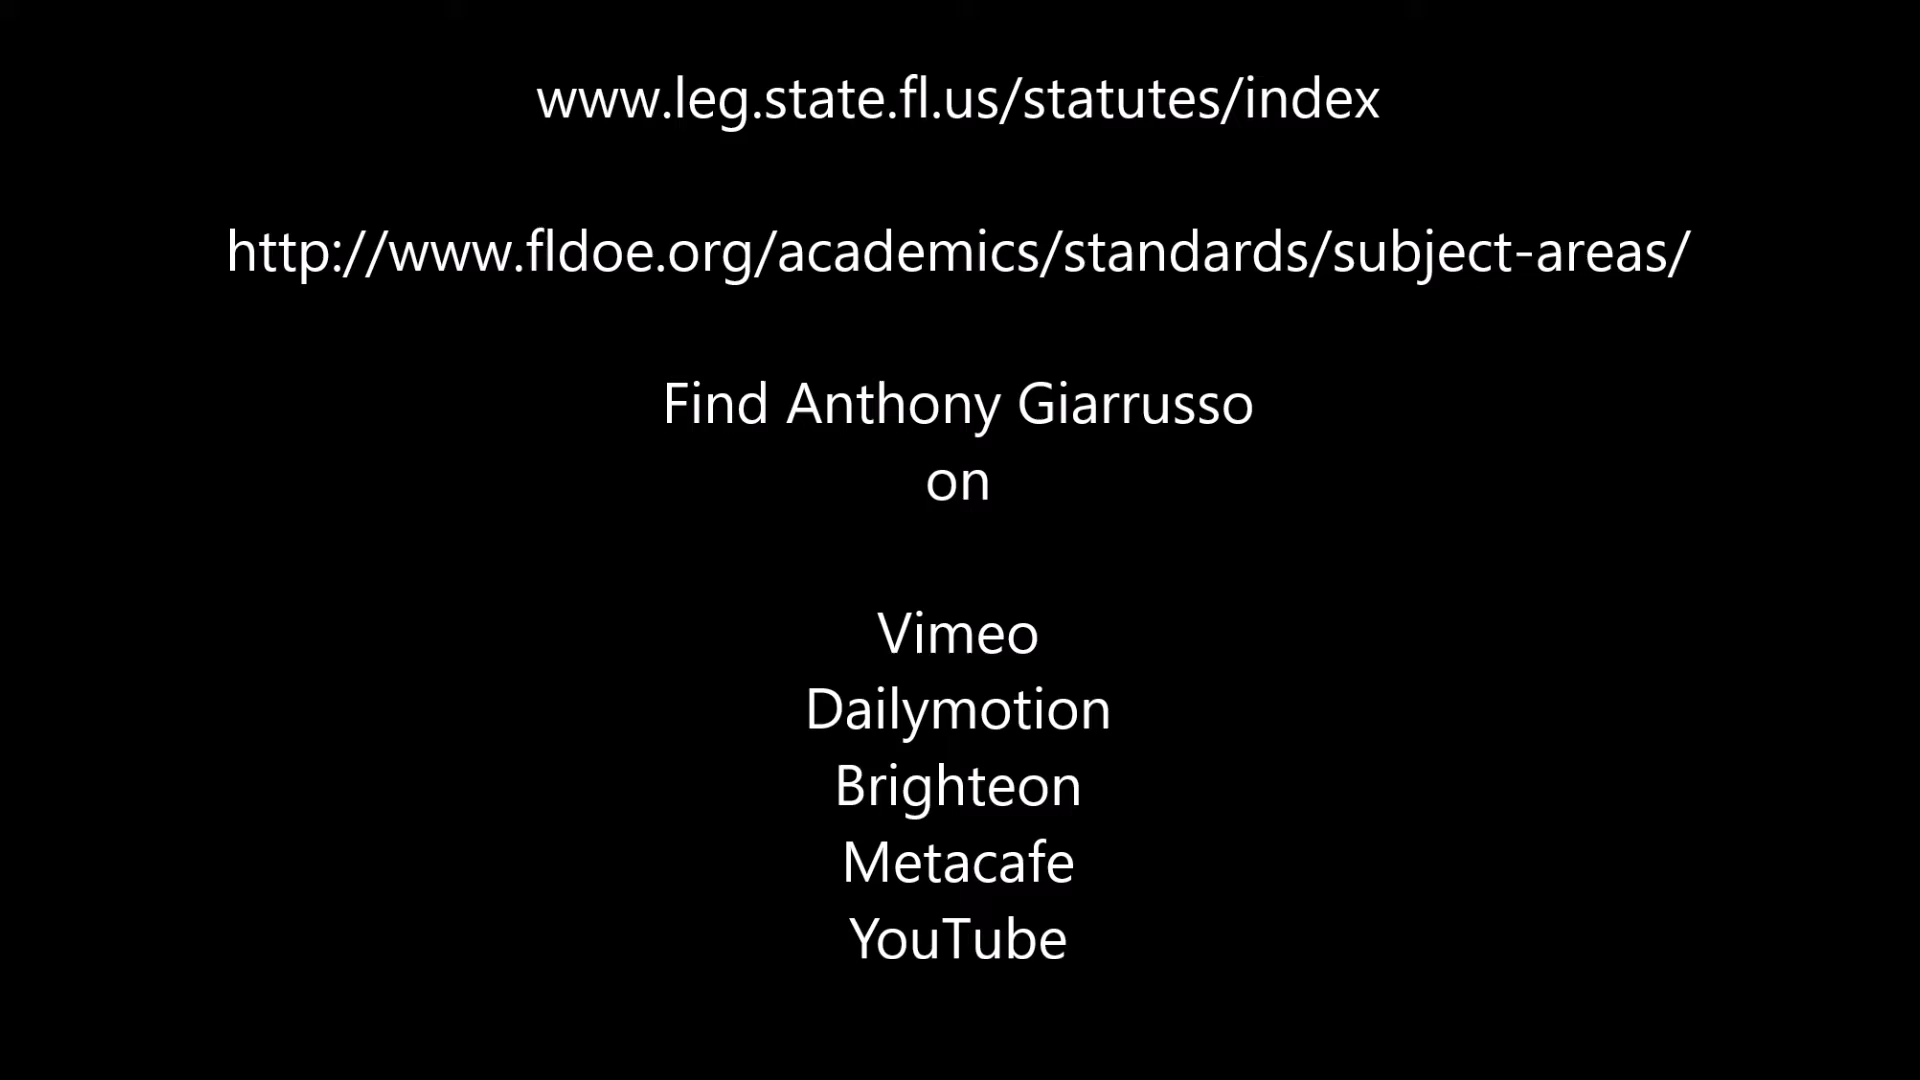 www.leg.state.fl.us/statutes/index
http://www.fldoe.org/academics/standards/subject-areas/
Find Anthony Giarrusso
on
Vimeo
Dailymotion
Brighteon
Metacafe
YouTube